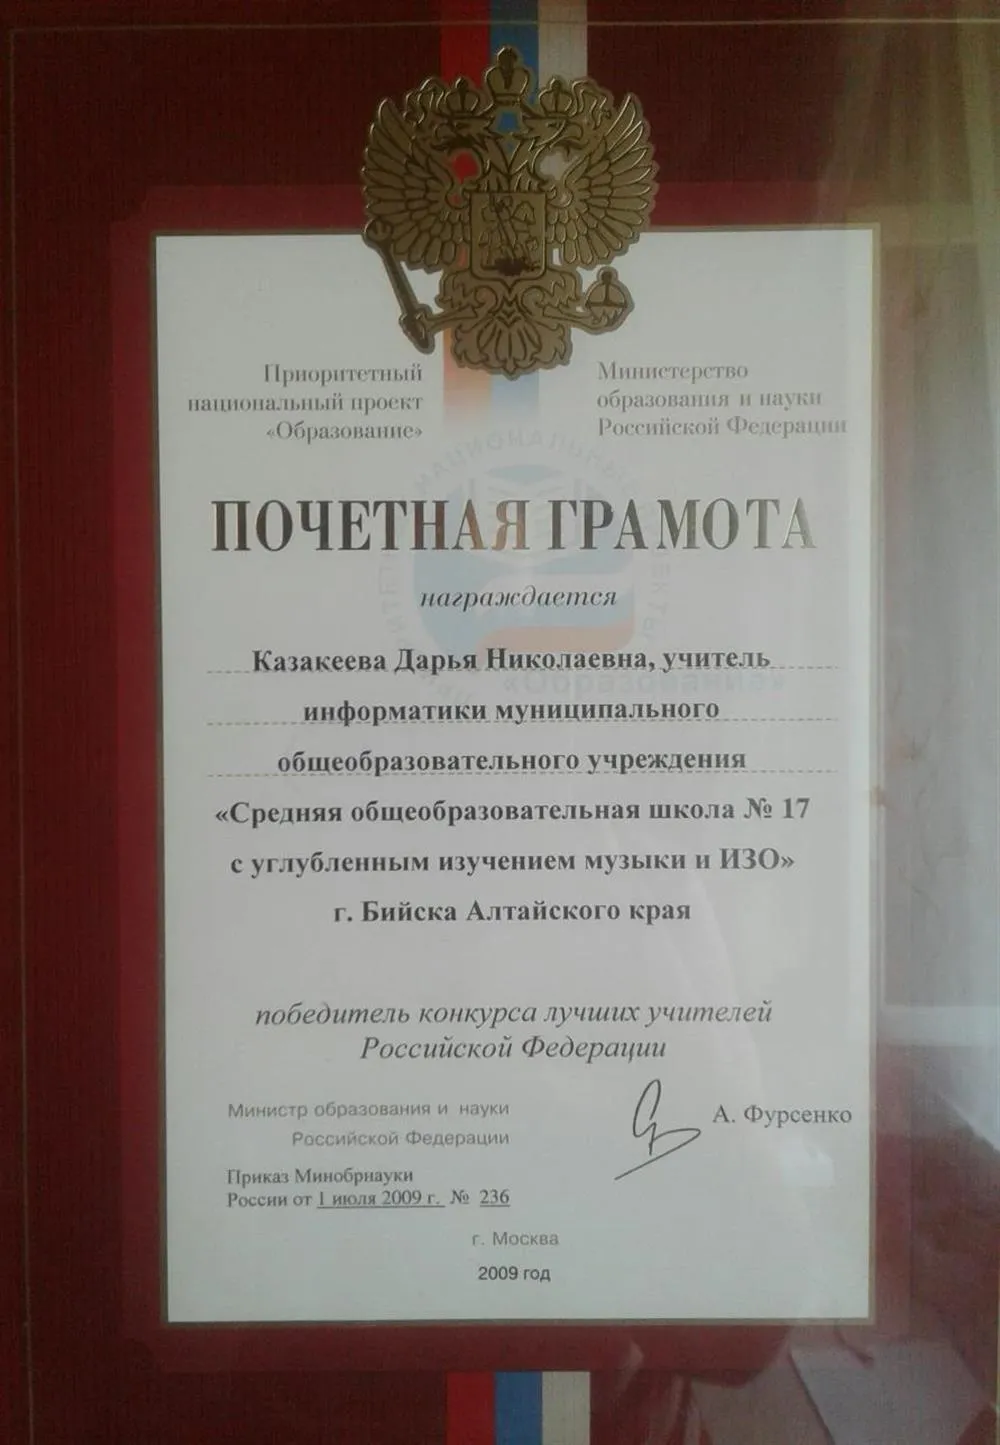 Приоритетный
национальный проект
«Образование»
Министерство
образования и науки
Российской Федерации
ПОЧЕТНАЯ ГРАМОТА
награждается
Казакеева Дарья Николаевна, учитель
информатики муниципального
общеобразовательного учреждения
«Средняя общеобразовательная школа № 17
с углубленным изучением музыки и ИЗО»
г. Бийска Алтайского края
победитель конкурса лучших учителей
Российской Федерации
Министр образования и науки
Российской Федерации
А. Фурсенко
Приказ Минобрнауки
России от 1 июля 2009 г. № 236
г. Москва
2009 год
«Образование»